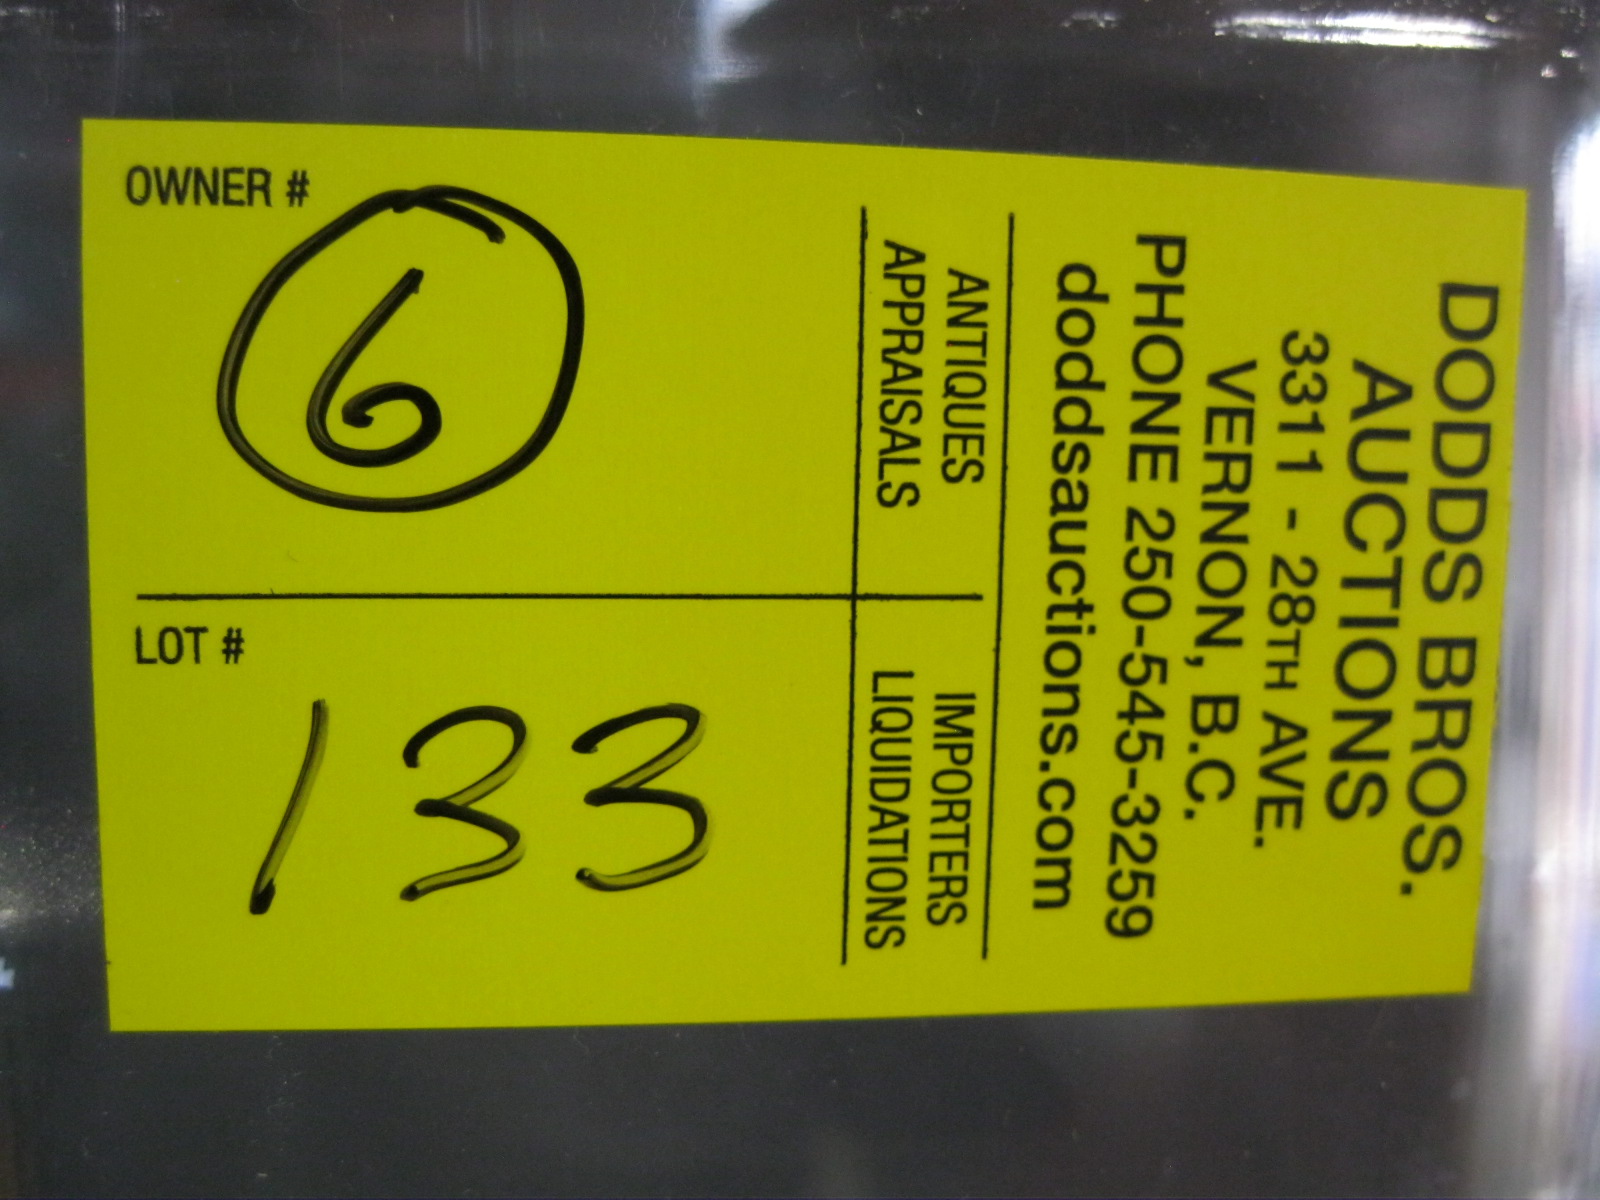 OWNER #
6
LOT #
133
ANTIQUES
APPRAISALS
IMPORTERS
LIQUIDATIONS
DODDS BROS.
AUCTIONS
3311 - 28TH AVE.
VERNON, B.C.
PHONE 250-545-3259
doddsauctions.com